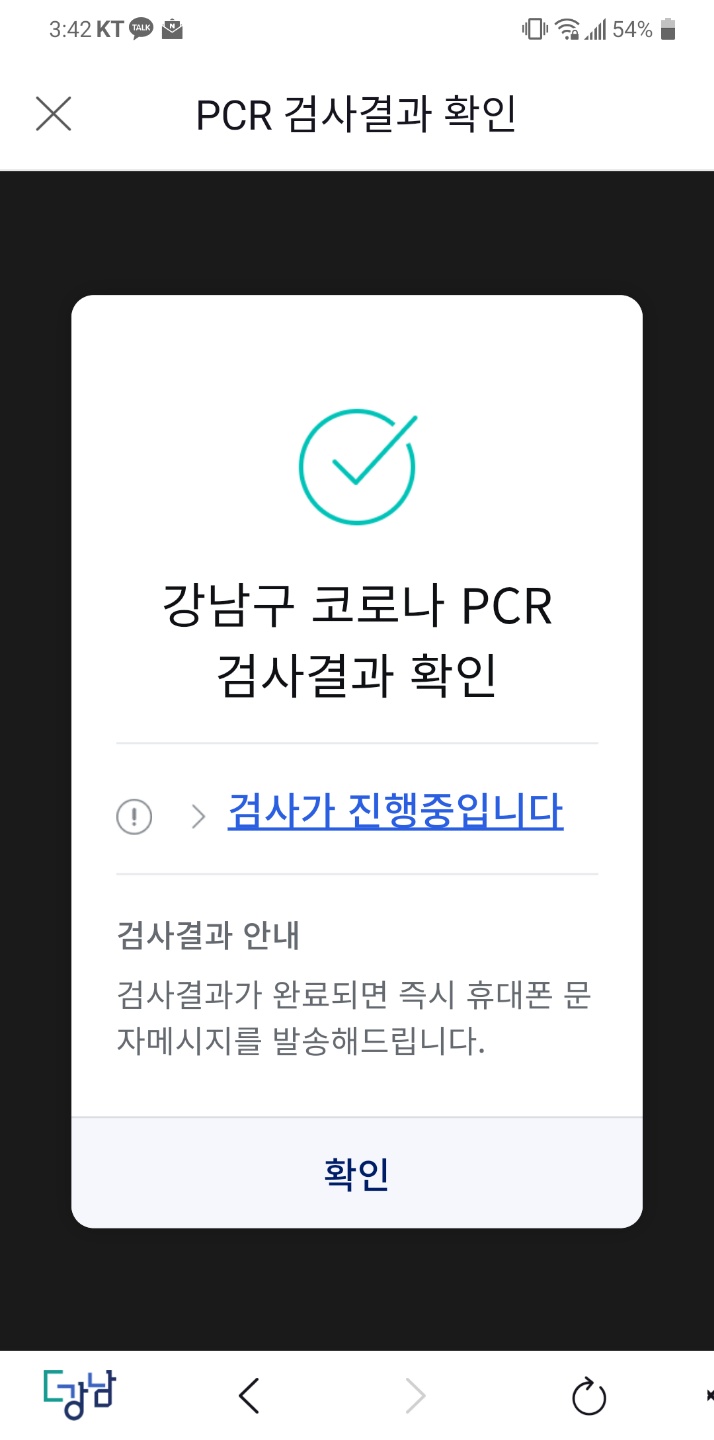 3:42 KT TALK N 54%
PCR 검사결과 확인
강남구 코로나 PCR
검사결과 확인
! > 검사가 진행중입니다
검사결과 안내
검사결과가 완료되면 즉시 휴대폰 문
자메시지를 발송해드립니다.
확인
더강남